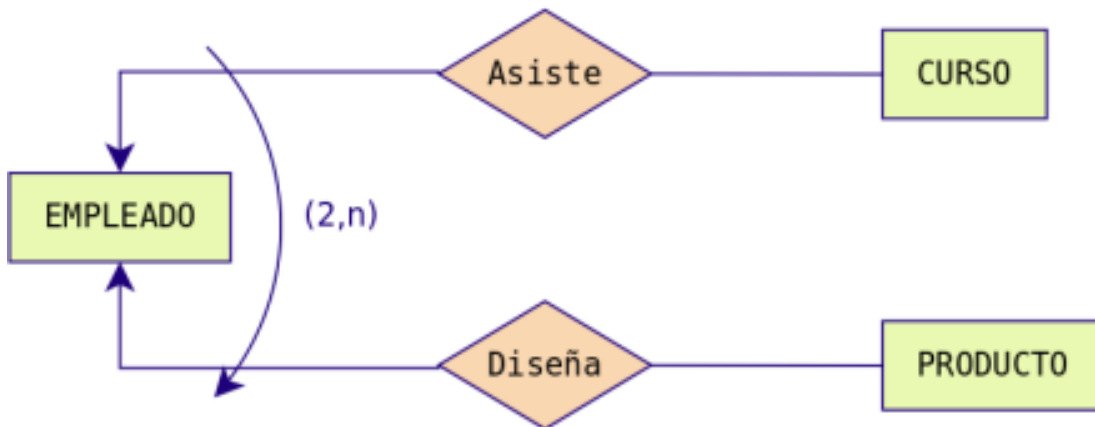 Asiste
CURSO
EMPLEADO
(2,n)
Diseña
PRODUCTO